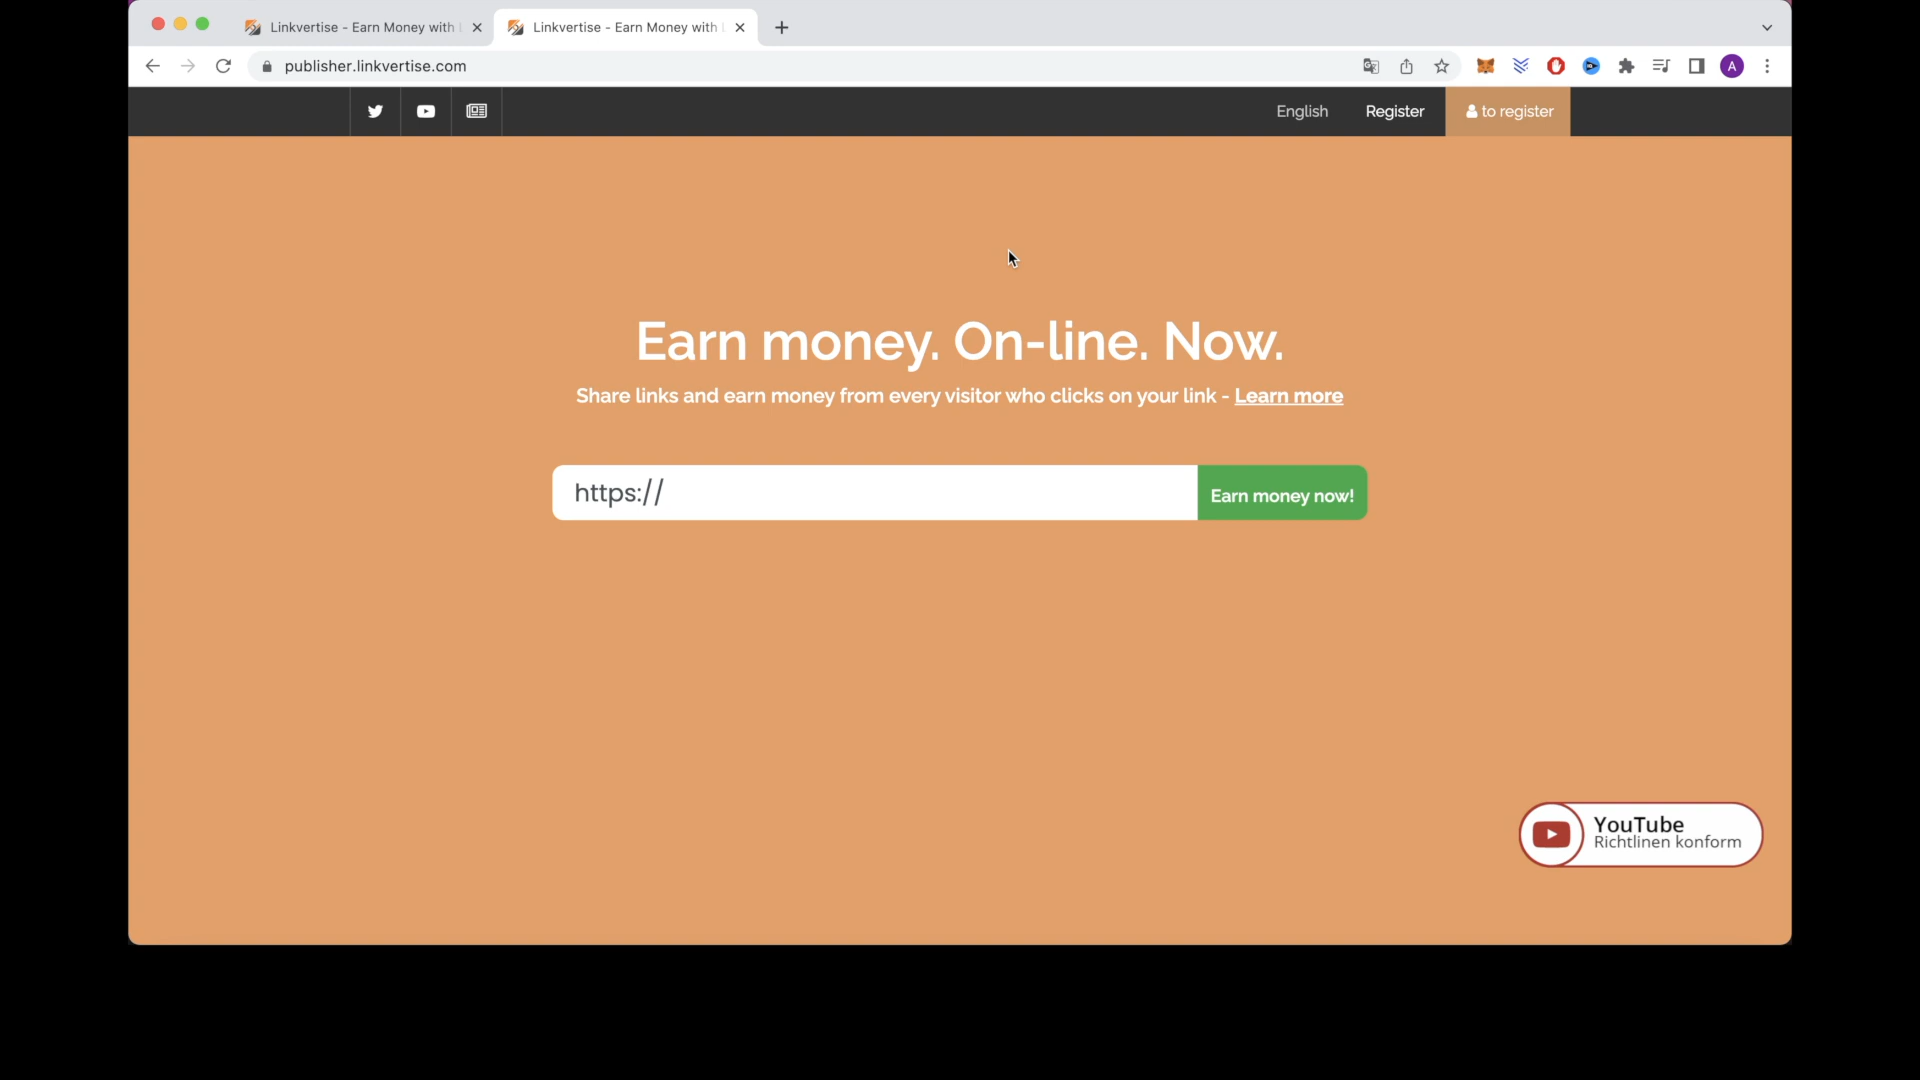 Linkvertise - Earn Money with
Linkvertise - Earn Money with
publisher.linkvertise.com
A
English
Register
to register
Earn money. On-line. Now.
Share links and earn money from every visitor who clicks on your link - Learn more
https://
Earn money now!
YouTube
Richtlinen konform